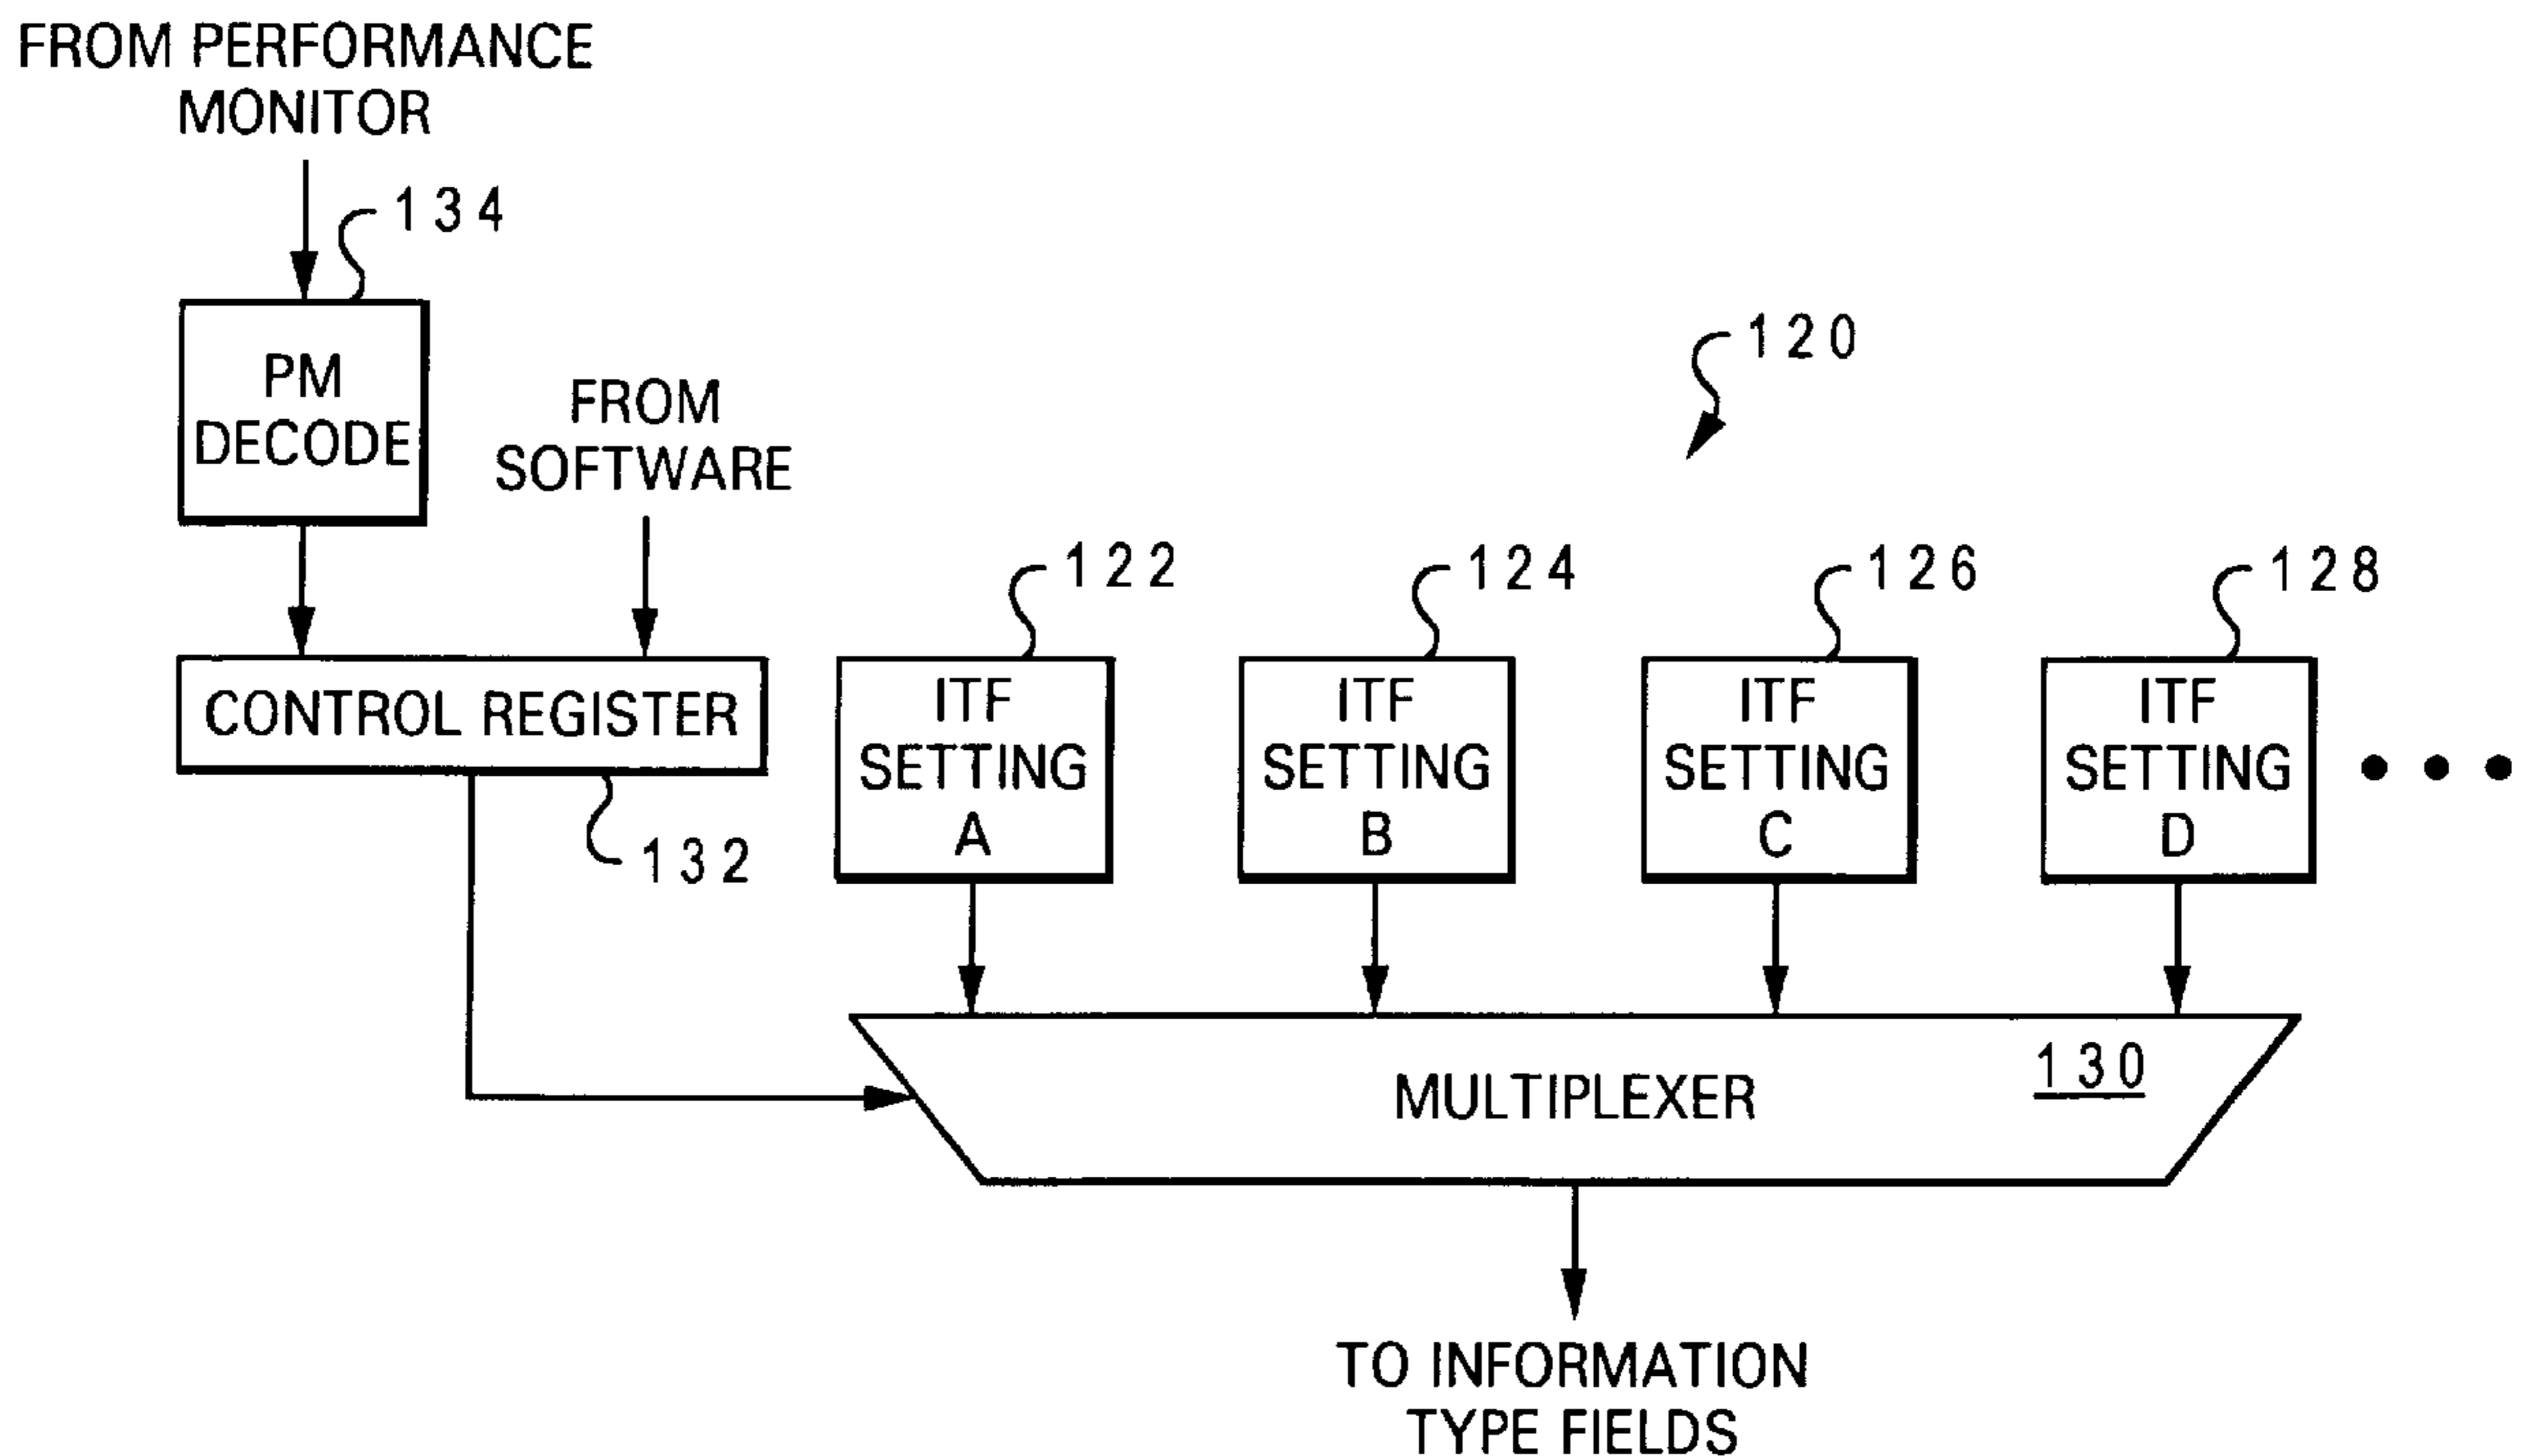 FROM PERFORMANCE
MONITOR
134
PM
DECODE
FROM
SOFTWARE
120
CONTROL REGISTER
132
122
ITF
SETTING
A
124
ITF
SETTING
B
126
ITF
SETTING
C
128
ITF
SETTING
D
• • •
MULTIPLEXER
130
TO INFORMATION
TYPE FIELDS